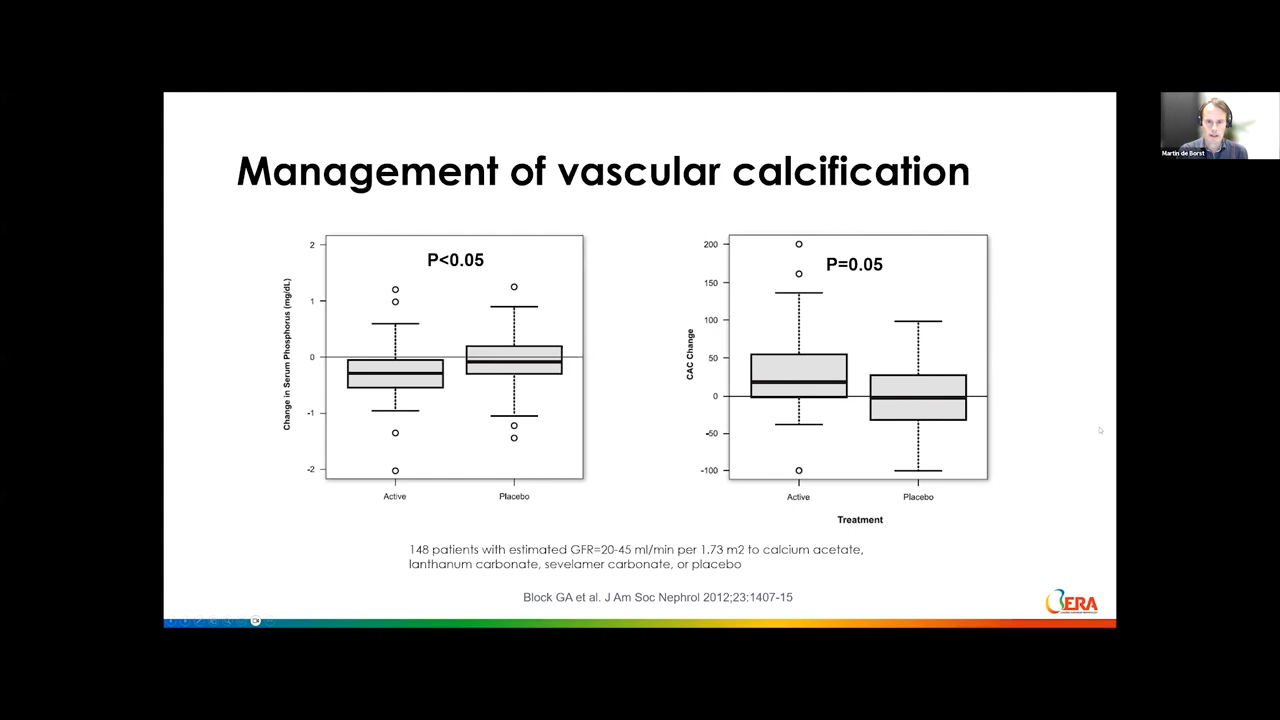 Martin de Borst
Management of vascular calcification
P<0.05
Change in Serum Phosphorus (mg/dL)
2
1
0
-1
-2
Active
Placebo
P=0.05
CAC Change
200
150
100
50
0
-50
-100
Active
Placebo
Treatment
148 patients with estimated GFR=20-45 ml/min per 1.73 m2 to calcium acetate,
lanthanum carbonate, sevelamer carbonate, or placebo
Block GA et al. J Am Soc Nephrol 2012;23:1407-15
ERA